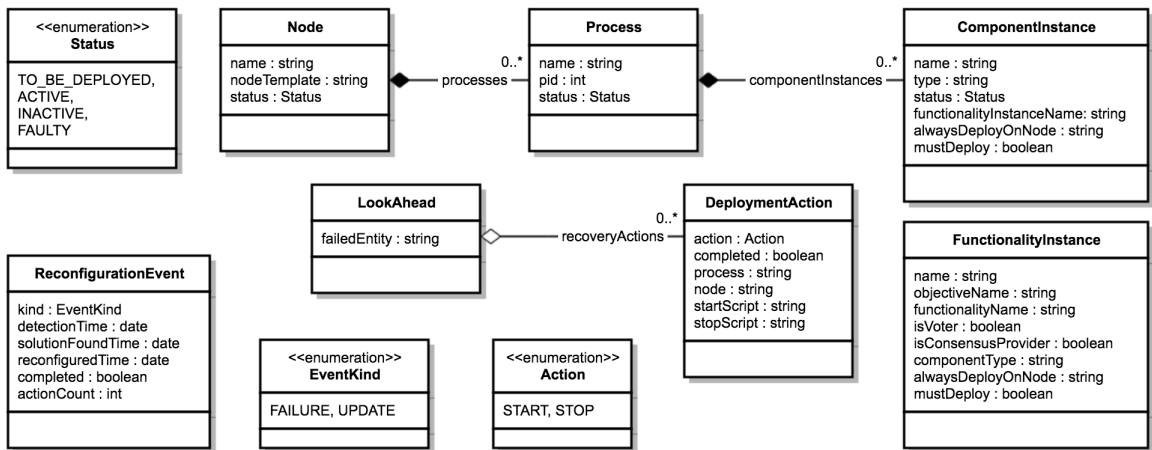 <<enumeration>>
Status
TO_BE_DEPLOYED,
ACTIVE,
INACTIVE,
FAULTY
Node
name : string
nodeTemplate : string
status : Status
processes
0..*
Process
name : string
pid : int
status : Status
componentInstances
0..*
ComponentInstance
name : string
type : string
status : Status
functionalityInstanceName: string
alwaysDeployOnNode : string
mustDeploy : boolean
LookAhead
failedEntity : string
recoveryActions
0..*
DeploymentAction
action : Action
completed : boolean
process : string
node : string
startScript : string
stopScript : string
FunctionalityInstance
name : string
objectiveName : string
functionalityName : string
isVoter : boolean
isConsensusProvider : boolean
componentType : string
alwaysDeployOnNode : string
mustDeploy : boolean
ReconfigurationEvent
kind : EventKind
detectionTime : date
solutionFoundTime : date
reconfiguredTime : date
completed : boolean
actionCount : int
<<enumeration>>
EventKind
FAILURE, UPDATE
<<enumeration>>
Action
START, STOP